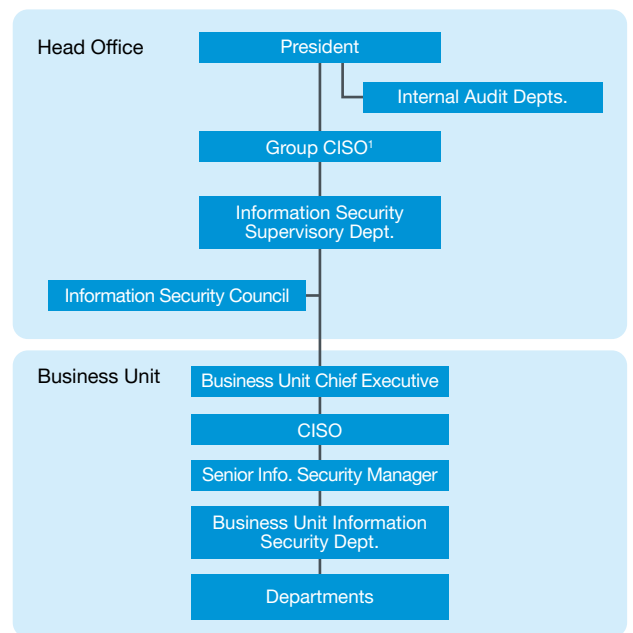 Head Office
President
Internal Audit Depts.
Group CISO¹
Information Security
Supervisory Dept.
Information Security Council
Business Unit
Business Unit Chief Executive
CISO
Senior Info. Security Manager
Business Unit Information
Security Dept.
Departments